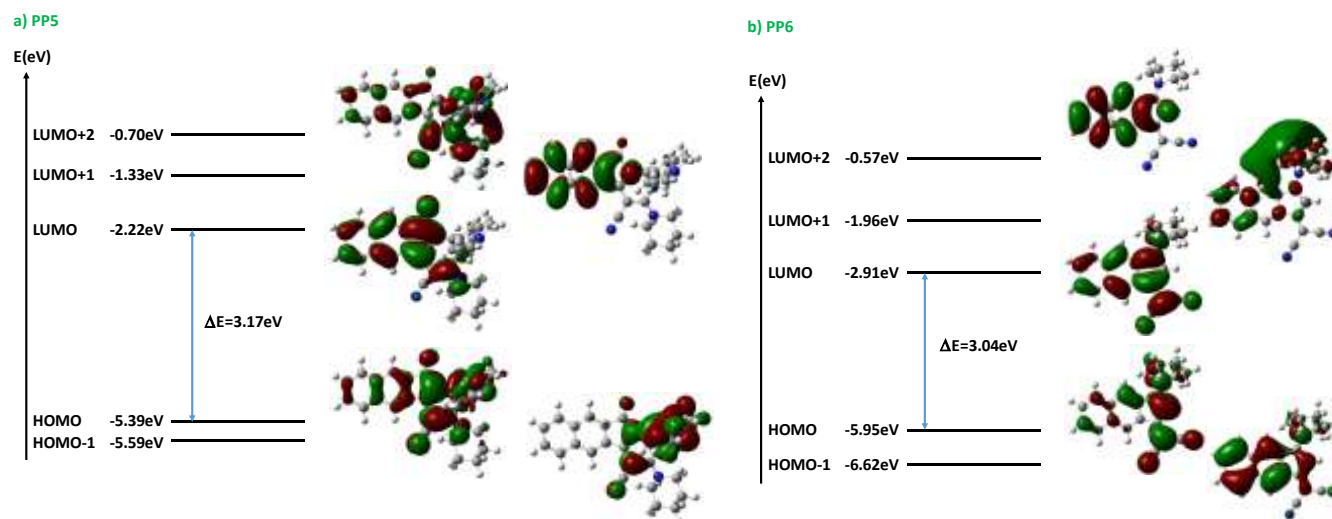 a) PP5
E(eV)
LUMO+2 -0.70eV
LUMO+1 -1.33eV
LUMO -2.22eV
ΔE=3.17eV
HOMO -5.39eV
HOMO-1 -5.59eV
b) PP6
E(eV)
LUMO+2 -0.57eV
LUMO+1 -1.96eV
LUMO -2.91eV
ΔE=3.04eV
HOMO -5.95eV
HOMO-1 -6.62eV